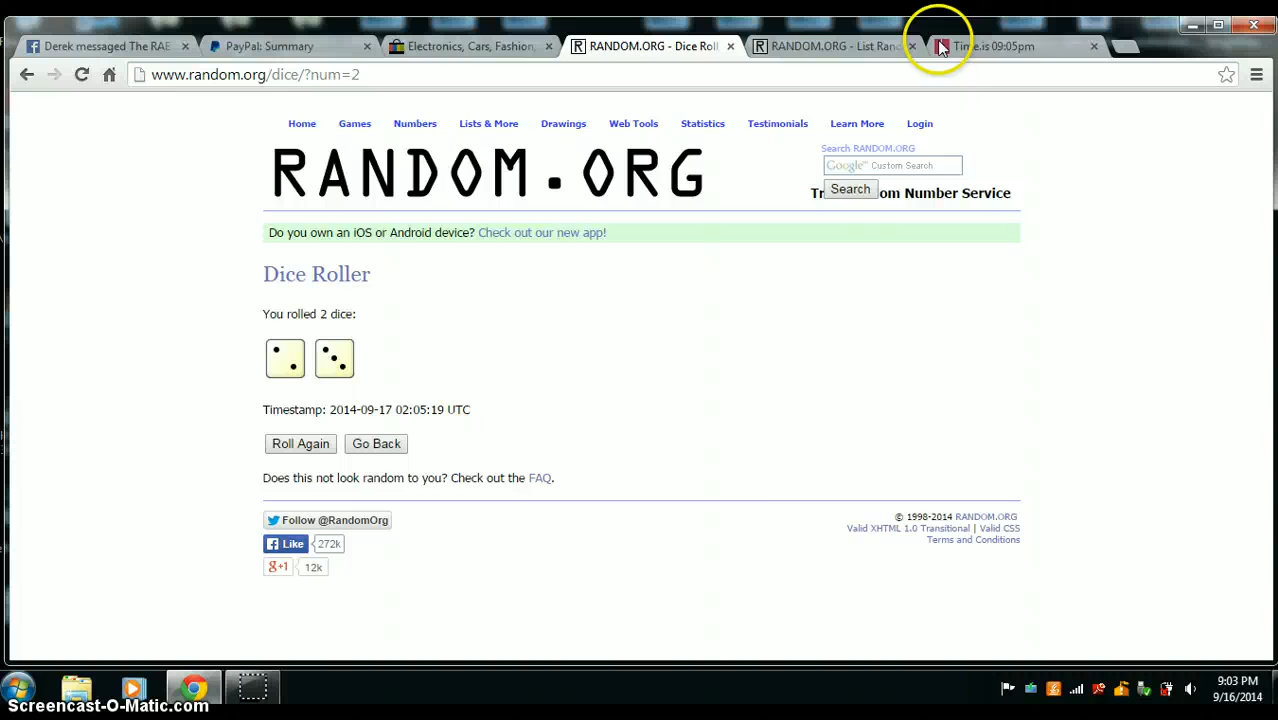 Derek messaged The RAE
PayPal: Summary
Electronics, Cars, Fashion,
RANDOM.ORG - Dice Roll
RANDOM.ORG - List Rand
Time.is 09:05pm
www.random.org/dice/?num=2
Home Games Numbers Lists & More Drawings Web Tools Statistics Testimonials Learn More Login
RANDOM.ORG
Search RANDOM.ORG
Google™ Custom Search
Search
Tr om Number Service
Do you own an iOS or Android device? Check out our new app!
Dice Roller
You rolled 2 dice:
Timestamp: 2014-09-17 02:05:19 UTC
Roll Again Go Back
Does this not look random to you? Check out the FAQ.
Follow @RandomOrg
Like 272k
g+1 12k
© 1998-2014 RANDOM.ORG
Valid XHTML 1.0 Transitional | Valid CSS
Terms and Conditions
9:03 PM
9/16/2014
Screencast-O-Matic.com